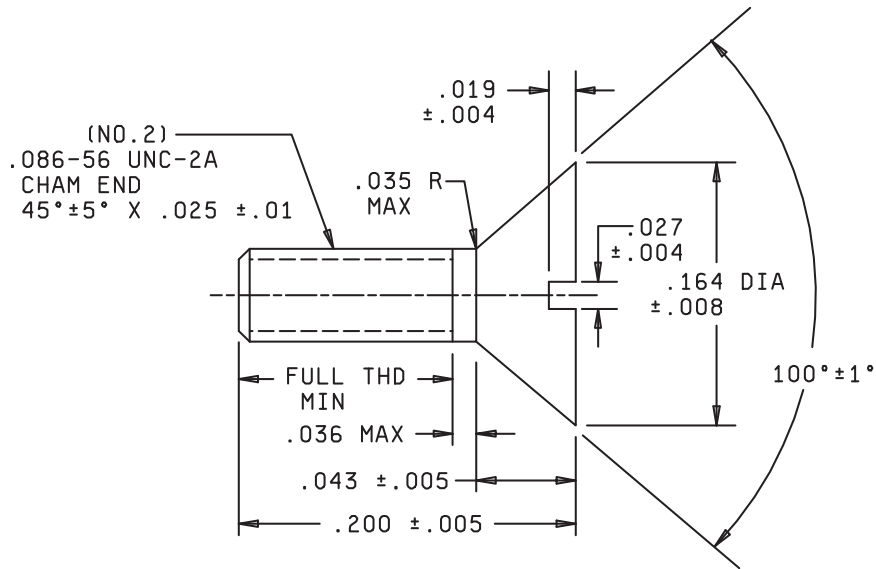 .019
±.004
(NO.2)
.086-56 UNC-2A
CHAM END
45°±5° X .025 ±.01
.035 R
MAX
.027
±.004
.164 DIA
±.008
100°±1°
FULL THD
MIN
.036 MAX
.043 ±.005
.200 ±.005